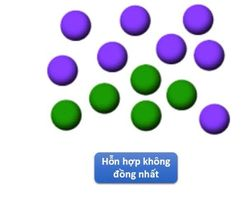 Hỗn hợp không
đồng nhất